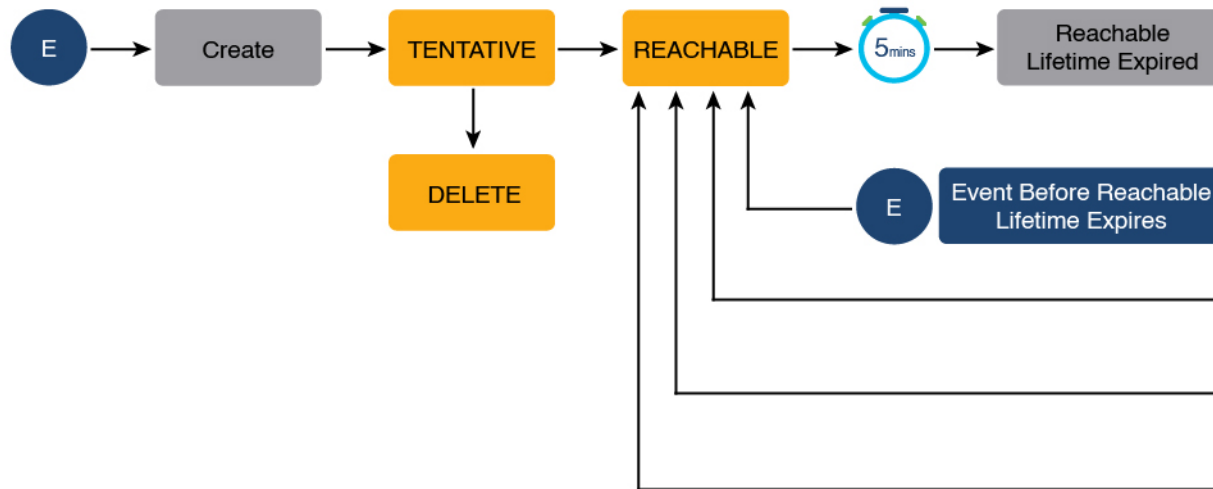 E
Create
TENTATIVE
REACHABLE
5mins
Reachable
Lifetime Expired
DELETE
E
Event Before Reachable
Lifetime Expires